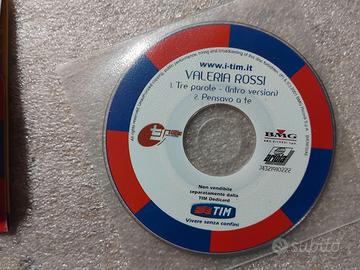 www.i-tim.it
VALERIA ROSSI
1. Tre parole - (Intro version)
2. Pensavo a te
BMG
74321910222
Non vendibile
separatamente dalla
TIM Dedicard
TIM
Vivere senza confini
subito